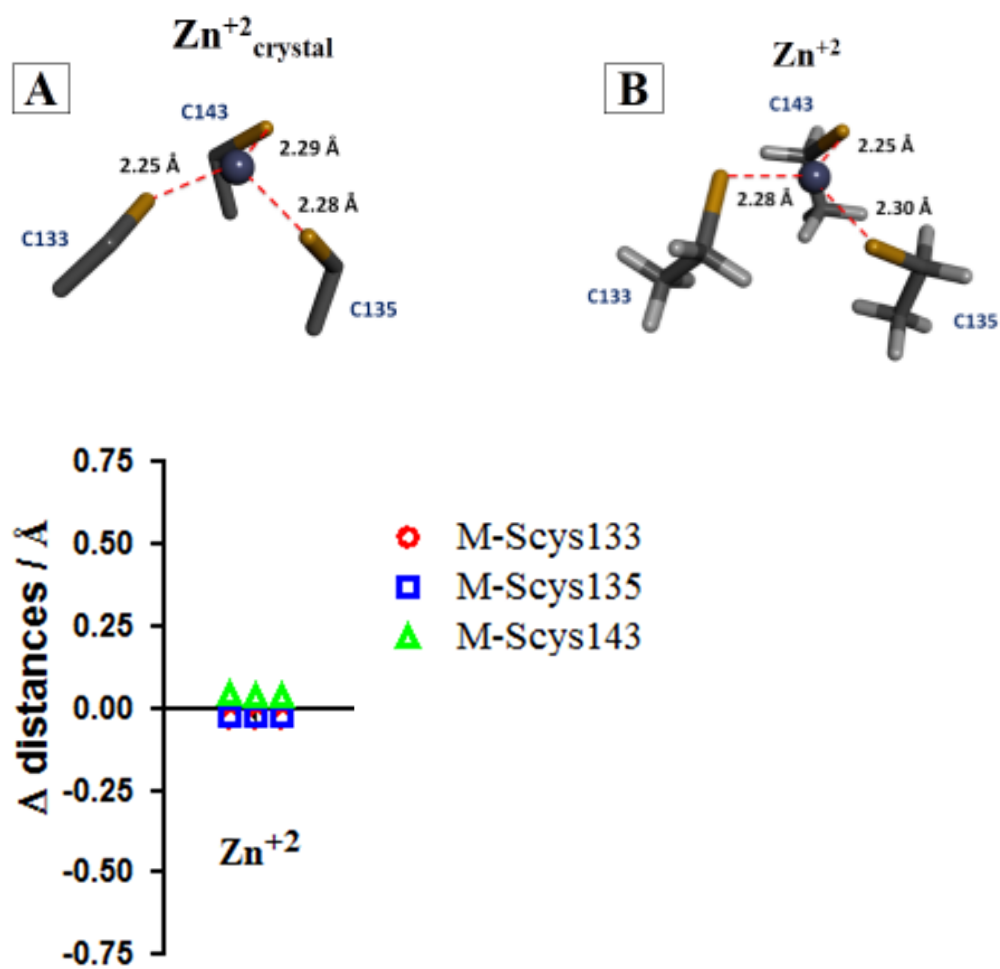 Zn+2crystal
A
C143
2.25 Å
2.29 Å
2.28 Å
C133
C135
Zn+2
B
C143
2.25 Å
2.28 Å
2.30 Å
C133
C135
Δ distances / Å
0.75
0.50
0.25
0.00
-0.25
-0.50
-0.75
M-Scys133
M-Scys135
M-Scys143
Zn+2